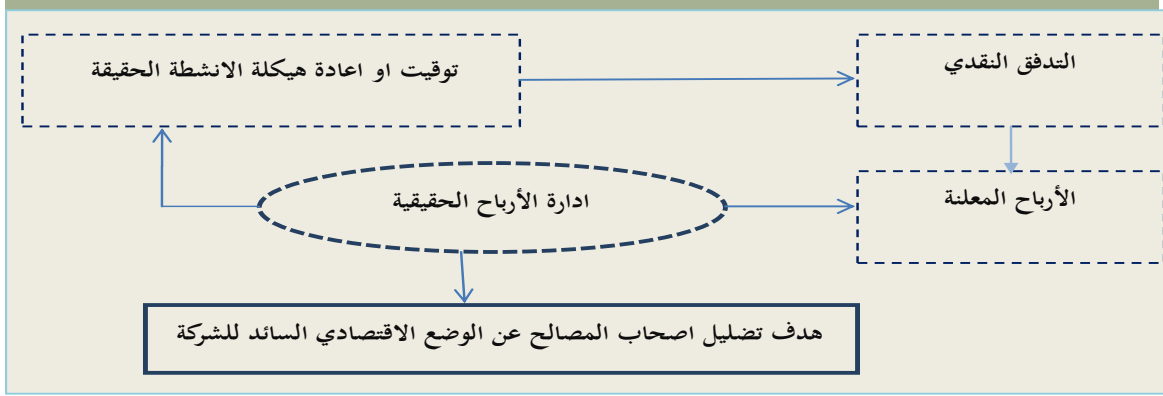 توقيت او اعادة هيكلة الانشطة الحقيقة
التدفق النقدي
ادارة الأرباح الحقيقية
الأرباح المعلنة
هدف تضليل اصحاب المصالح عن الوضع الاقتصادي السائد للشركة